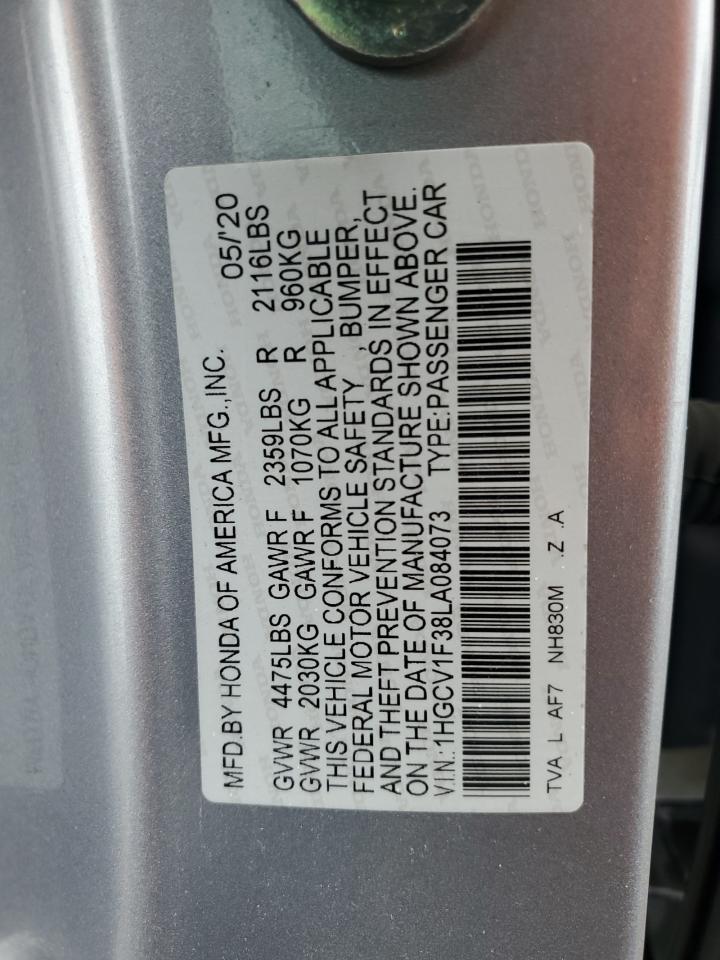 MFD.BY HONDA OF AMERICA MFG.,INC. 05/'20
GVWR 4475LBS GAWR F 2359LBS R 2116LBS
GVWR 2030KG GAWR F 1070KG R 960KG
THIS VEHICLE CONFORMS TO ALL APPLICABLE
FEDERAL MOTOR VEHICLE SAFETY , BUMPER,
AND THEFT PREVENTION STANDARDS IN EFFECT
ON THE DATE OF MANUFACTURE SHOWN ABOVE.
V.I.N.:1HGCV1F38LA084073 TYPE:PASSENGER CAR
TVA L AF7 NH830M .Z .A